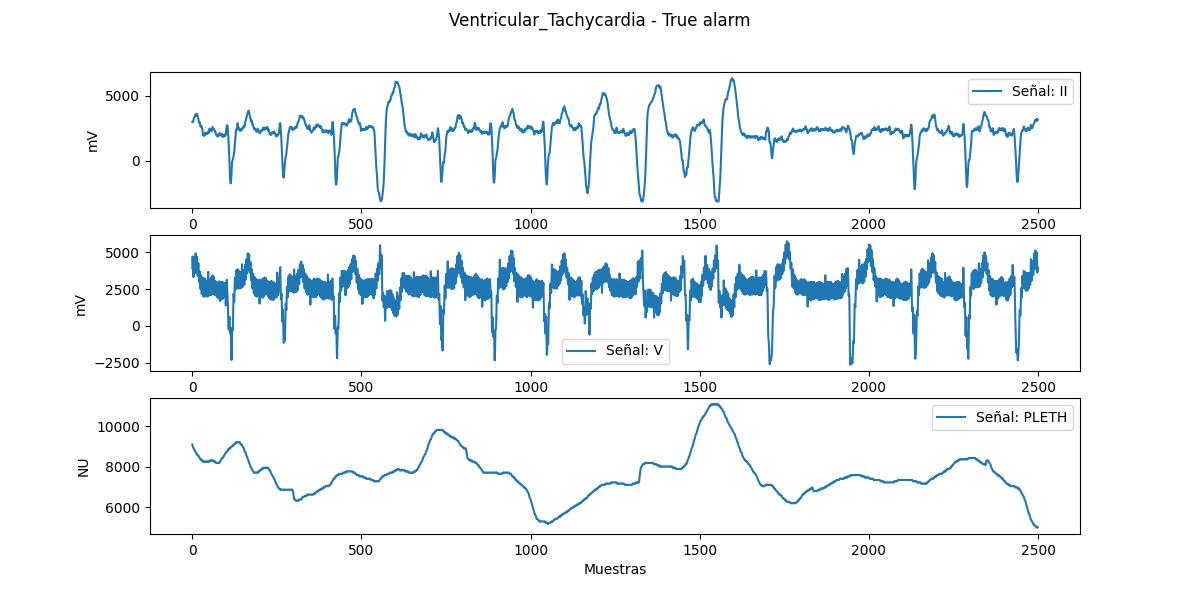 Ventricular_Tachycardia - True alarm
5000
0
mV
Señal: II
0 500 1000 1500 2000 2500
5000
2500
0
−2500
mV
Señal: V
0 500 1000 1500 2000 2500
10000
8000
6000
NU
Señal: PLETH
0 500 1000 1500 2000 2500
Muestras